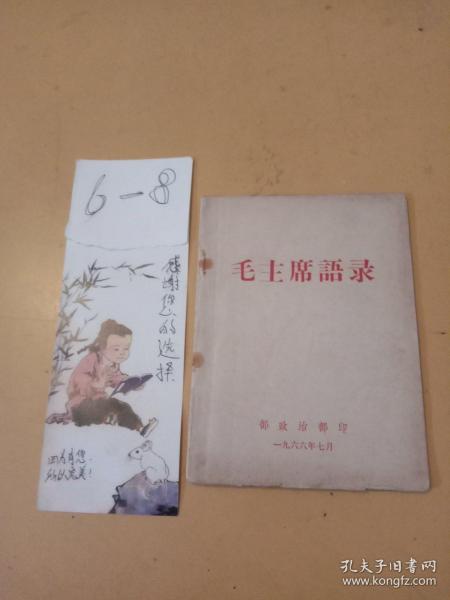 6-8
感谢您的选择
因为有您.
所以完美!
毛主席語录
部政治部印
一九六六年七月
孔夫子旧书网
www.kongfz.com